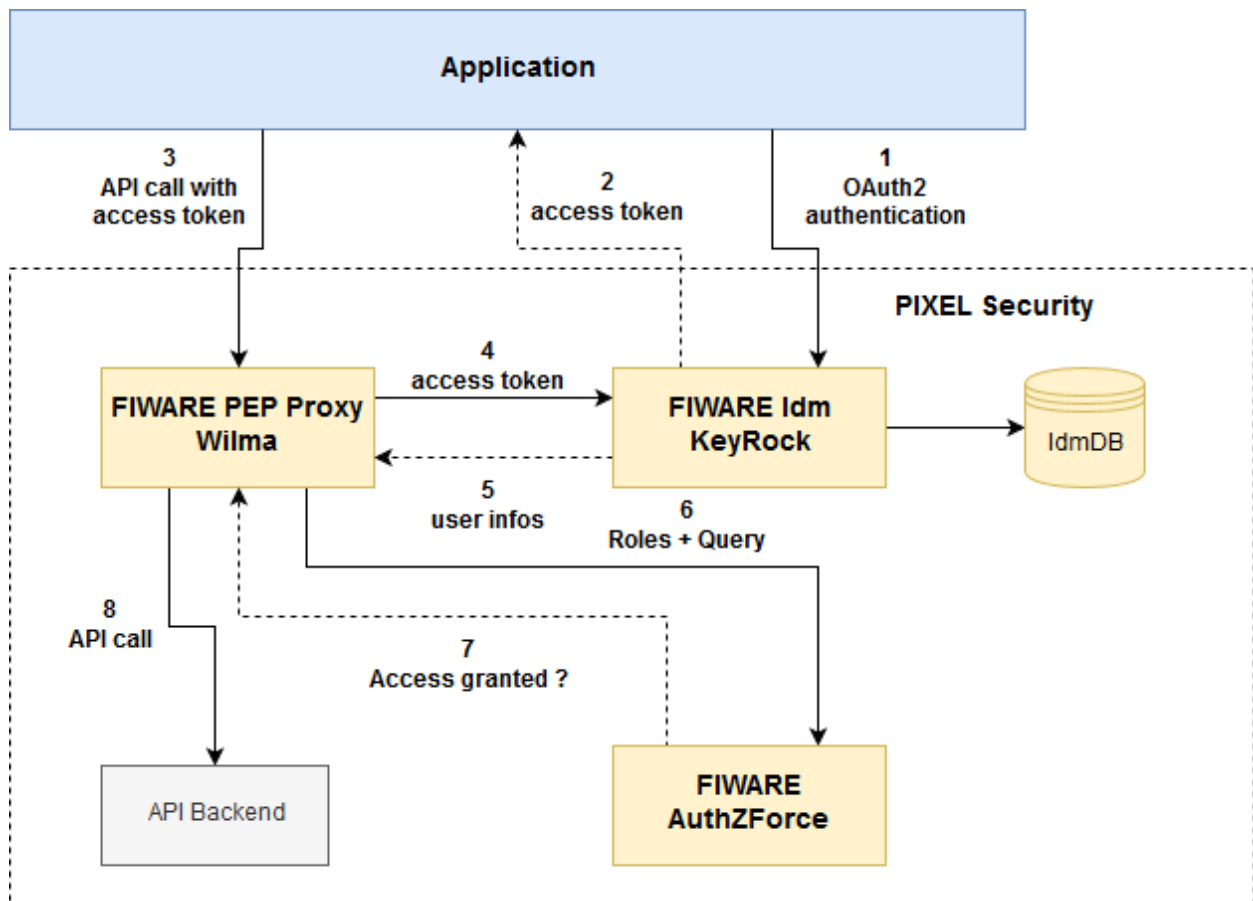 Application
3
API call with
access token
2
access token
1
OAuth2
authentication
PIXEL Security
4
access token
FIWARE PEP Proxy
Wilma
FIWARE Idm
KeyRock
IdmDB
5
user infos
6
Roles + Query
8
API call
7
Access granted ?
API Backend
FIWARE
AuthZForce